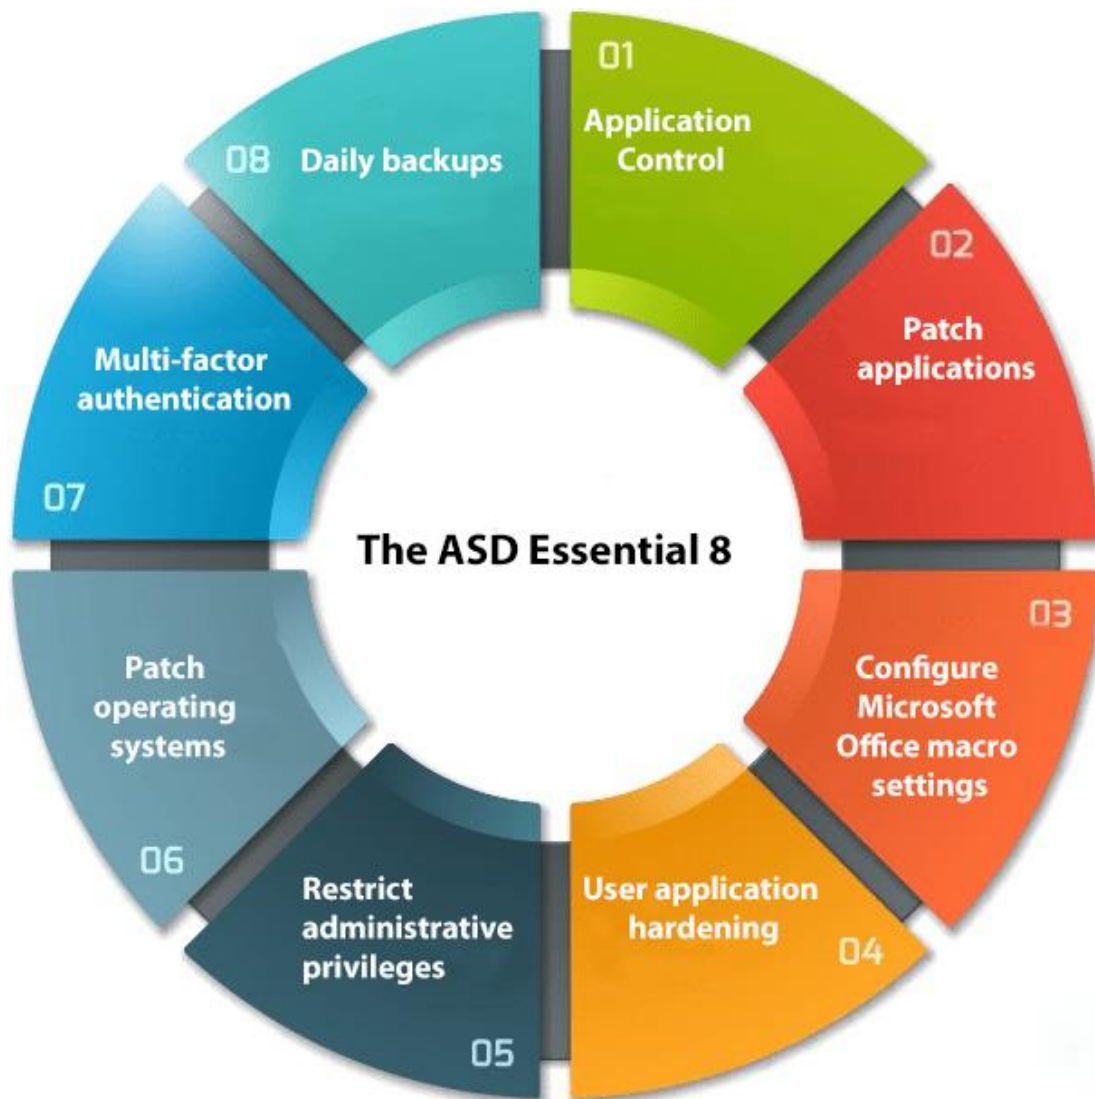 01
Application
Control
02
Patch
applications
03
Configure
Microsoft
Office macro
settings
User application
hardening
04
Restrict
administrative
privileges
05
Patch
operating
systems
06
Multi-factor
authentication
07
08
Daily backups
The ASD Essential 8